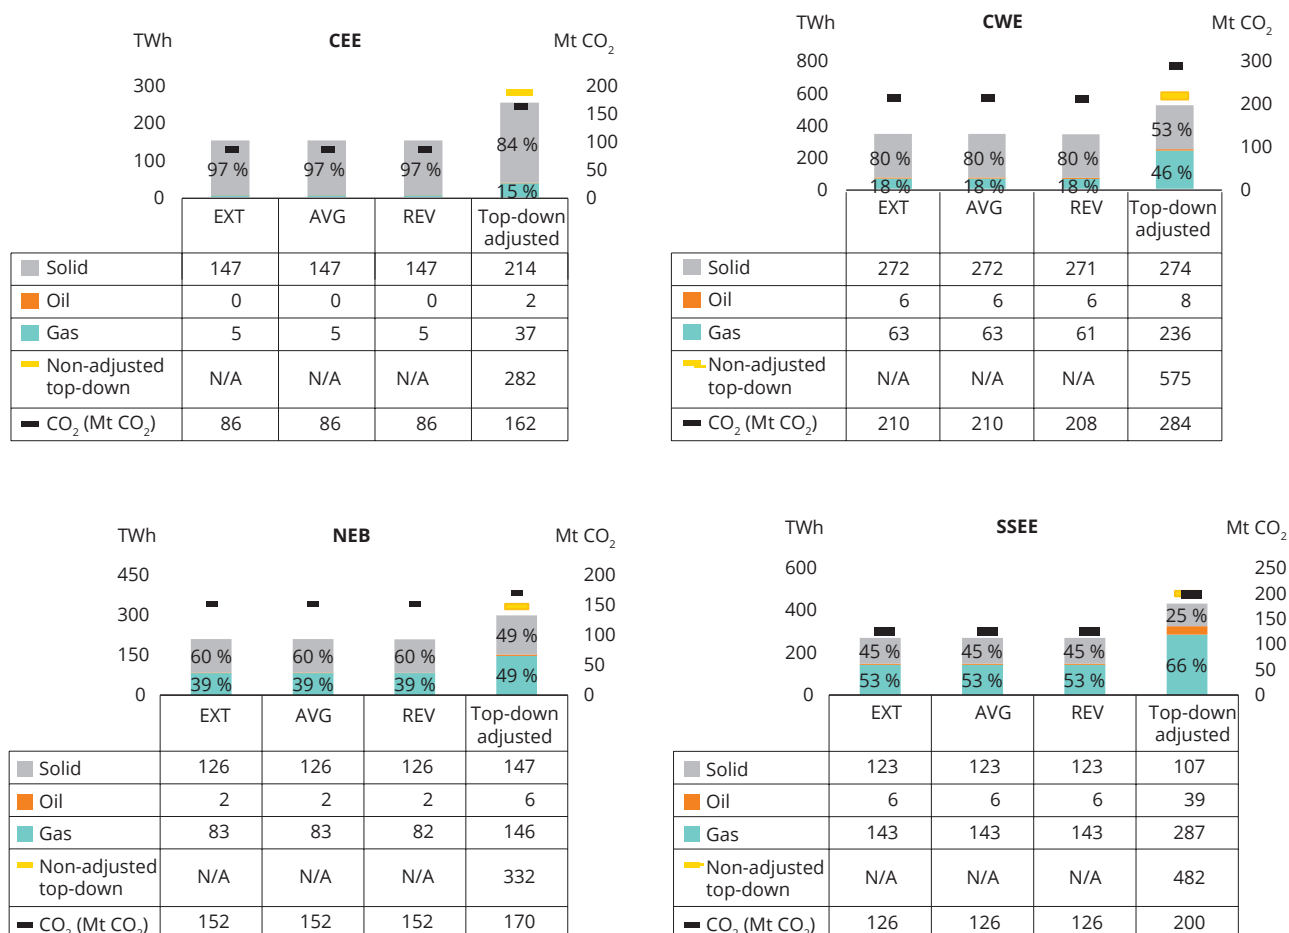 TWh CEE Mt CO2
300 200
200 150
100 100
50
0 0
84 %
97 % 97 % 97 %
15 %
EXT AVG REV Top-down
adjusted
Solid 147 147 147 214
Oil 0 0 0 2
Gas 5 5 5 37
Non-adjusted
top-down N/A N/A N/A 282
CO2 (Mt CO2) 86 86 86 162
TWh CWE Mt CO2
800 300
600 200
400 100
200
0 0
53 %
80 % 80 % 80 %
46 %
18 % 18 % 18 %
EXT AVG REV Top-down
adjusted
Solid 272 272 271 274
Oil 6 6 6 8
Gas 63 63 61 236
Non-adjusted
top-down N/A N/A N/A 575
CO2 (Mt CO2) 210 210 208 284
TWh NEB Mt CO2
450 200
300 150
150 100
50
0 0
49 %
60 % 60 % 60 %
49 %
39 % 39 % 39 %
EXT AVG REV Top-down
adjusted
Solid 126 126 126 147
Oil 2 2 2 6
Gas 83 83 82 146
Non-adjusted
top-down N/A N/A N/A 332
CO2 (Mt CO2) 152 152 152 170
TWh SSEE Mt CO2
600 250
400 200
200 150
100
50
0 0
25 %
45 % 45 % 45 %
66 %
53 % 53 % 53 %
EXT AVG REV Top-down
adjusted
Solid 123 123 123 107
Oil 6 6 6 39
Gas 143 143 143 287
Non-adjusted
top-down N/A N/A N/A 482
CO2 (Mt CO2) 126 126 126 200